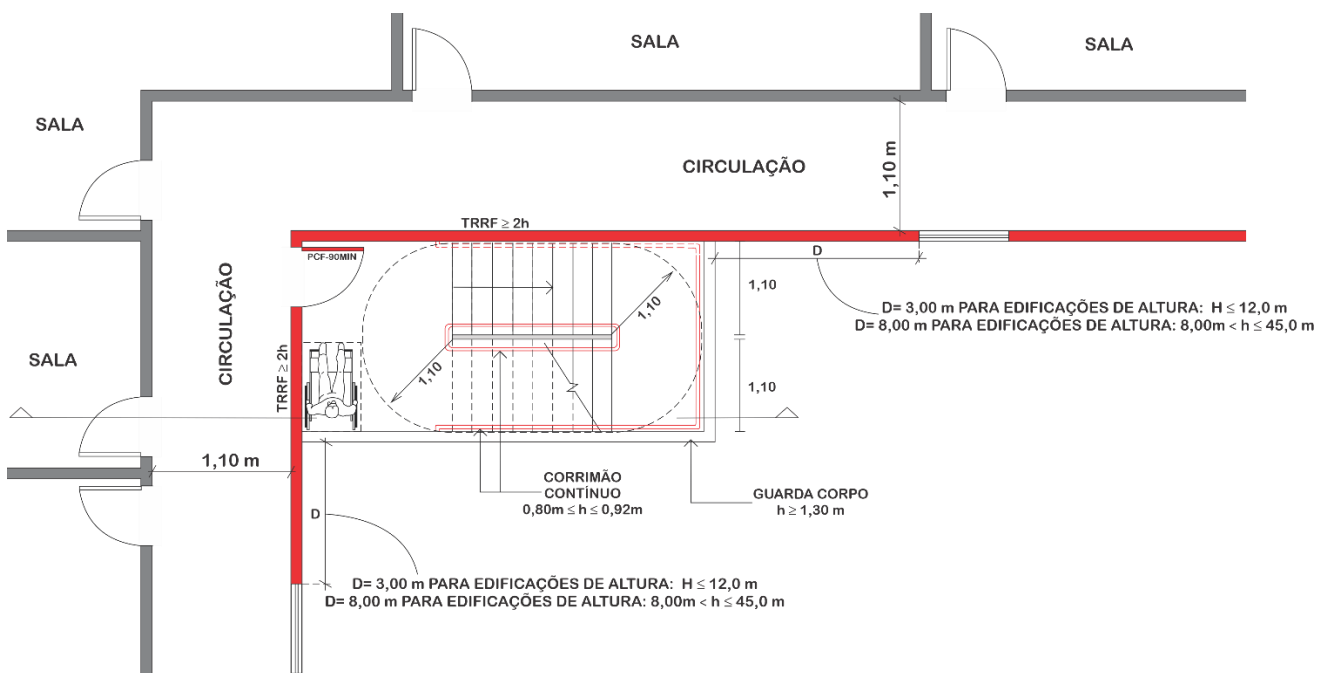 SALA
SALA
SALA
CIRCULAÇÃO
1,10 m
TRRF ≥ 2h
PCF-90MIN
D
1,10
1,10
D= 3,00 m PARA EDIFICAÇÕES DE ALTURA: H ≤ 12,0 m
D= 8,00 m PARA EDIFICAÇÕES DE ALTURA: 8,00m < h ≤ 45,0 m
CIRCULAÇÃO
TRRF ≥ 2h
SALA
1,10
1,10
1,10 m
CORRIMÃO
CONTÍNUO
0,80m ≤ h ≤ 0,92m
GUARDA CORPO
h ≥ 1,30 m
D
D= 3,00 m PARA EDIFICAÇÕES DE ALTURA: H ≤ 12,0 m
D= 8,00 m PARA EDIFICAÇÕES DE ALTURA: 8,00m < h ≤ 45,0 m